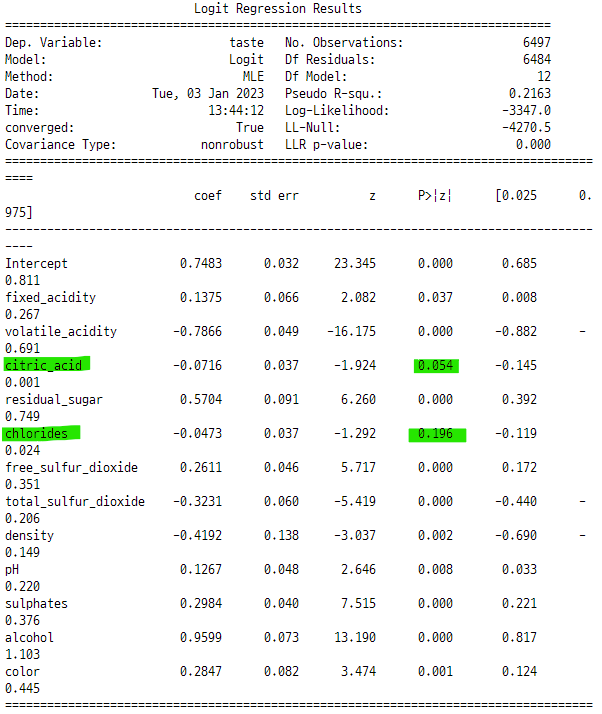 Logit Regression Results
==============================================================================
Dep. Variable: taste No. Observations: 6497
Model: Logit Df Residuals: 6484
Method: MLE Df Model: 12
Date: Tue, 03 Jan 2023 Pseudo R-squ.: 0.2163
Time: 13:44:12 Log-Likelihood: -3347.0
converged: True LL-Null: -4270.5
Covariance Type: nonrobust LLR p-value: 0.000
==============================================================================
====
coef std err z P>|z| [0.025 0.
975]
------------------------------------------------------------------------------
----
Intercept 0.7483 0.032 23.345 0.000 0.685
0.811
fixed_acidity 0.1375 0.066 2.082 0.037 0.008
0.267
volatile_acidity -0.7866 0.049 -16.175 0.000 -0.882 -
0.691
citric_acid -0.0716 0.037 -1.924 0.054 -0.145
0.001
residual_sugar 0.5704 0.091 6.260 0.000 0.392
0.749
chlorides -0.0473 0.037 -1.292 0.196 -0.119
0.024
free_sulfur_dioxide 0.2611 0.046 5.717 0.000 0.172
0.351
total_sulfur_dioxide -0.3231 0.060 -5.419 0.000 -0.440 -
0.206
density -0.4192 0.138 -3.037 0.002 -0.690 -
0.149
pH 0.1267 0.048 2.646 0.008 0.033
0.220
sulphates 0.2984 0.040 7.515 0.000 0.221
0.376
alcohol 0.9599 0.073 13.190 0.000 0.817
1.103
color 0.2847 0.082 3.474 0.001 0.124
0.445
==============================================================================